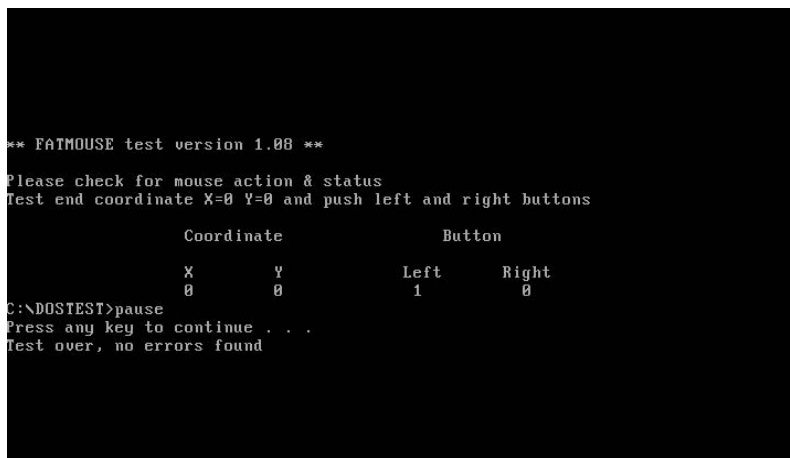 ** FATMOUSE test version 1.08 **
Please check for mouse action & status
Test end coordinate X=0 Y=0 and push left and right buttons
Coordinate Button
X Y Left Right
0 0 1 0
C:\DOSTEST>pause
Press any key to continue . . .
Test over, no errors found